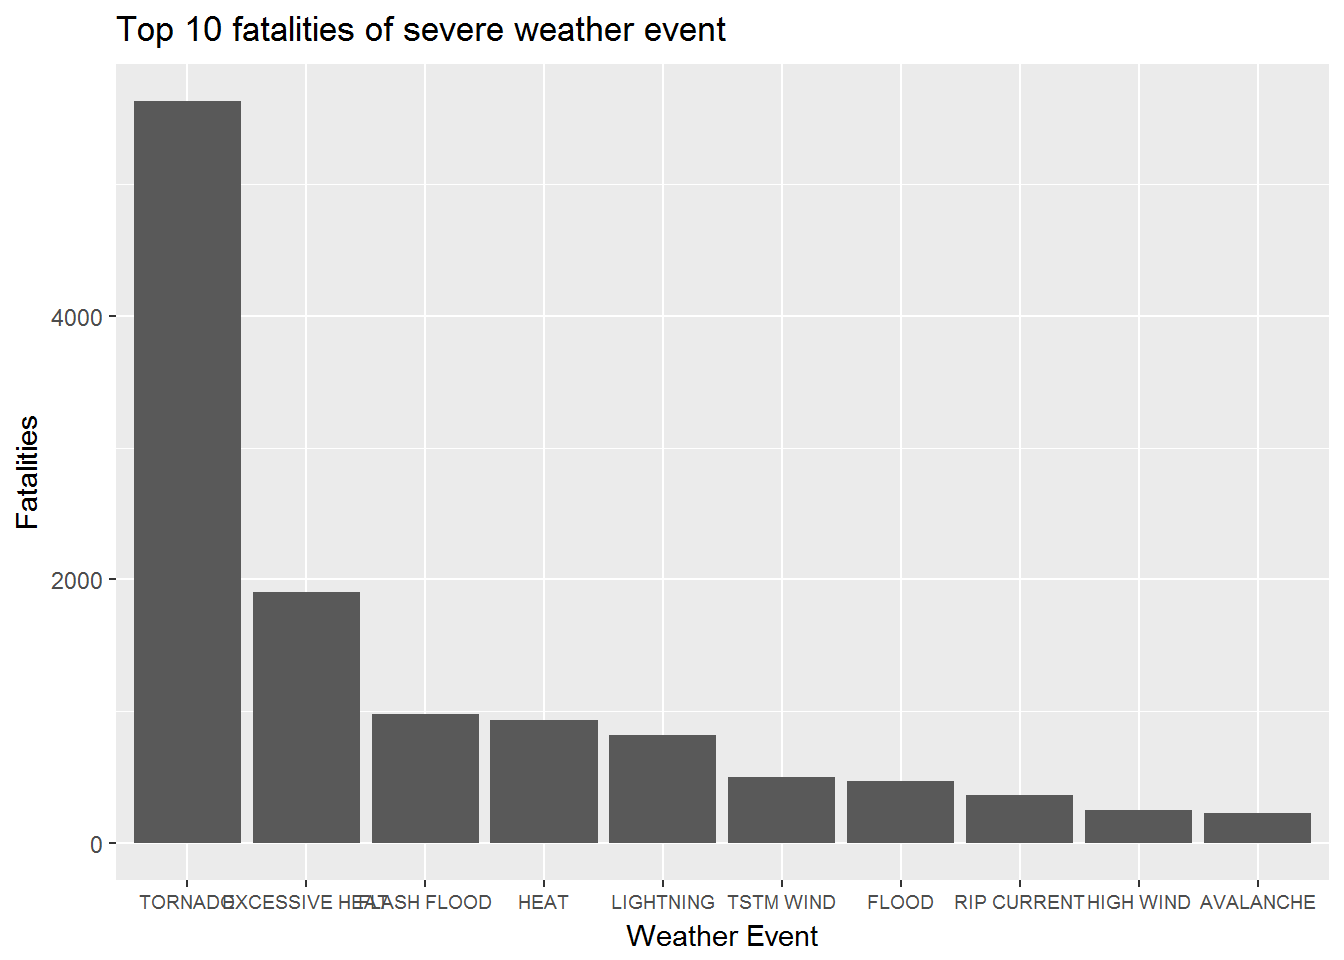 Top 10 fatalities of severe weather event
Fatalities
4000
2000
0
TORNADO EXCESSIVE HEAT FLASH FLOOD HEAT LIGHTNING TSTM WIND FLOOD RIP CURRENT HIGH WIND AVALANCHE
Weather Event